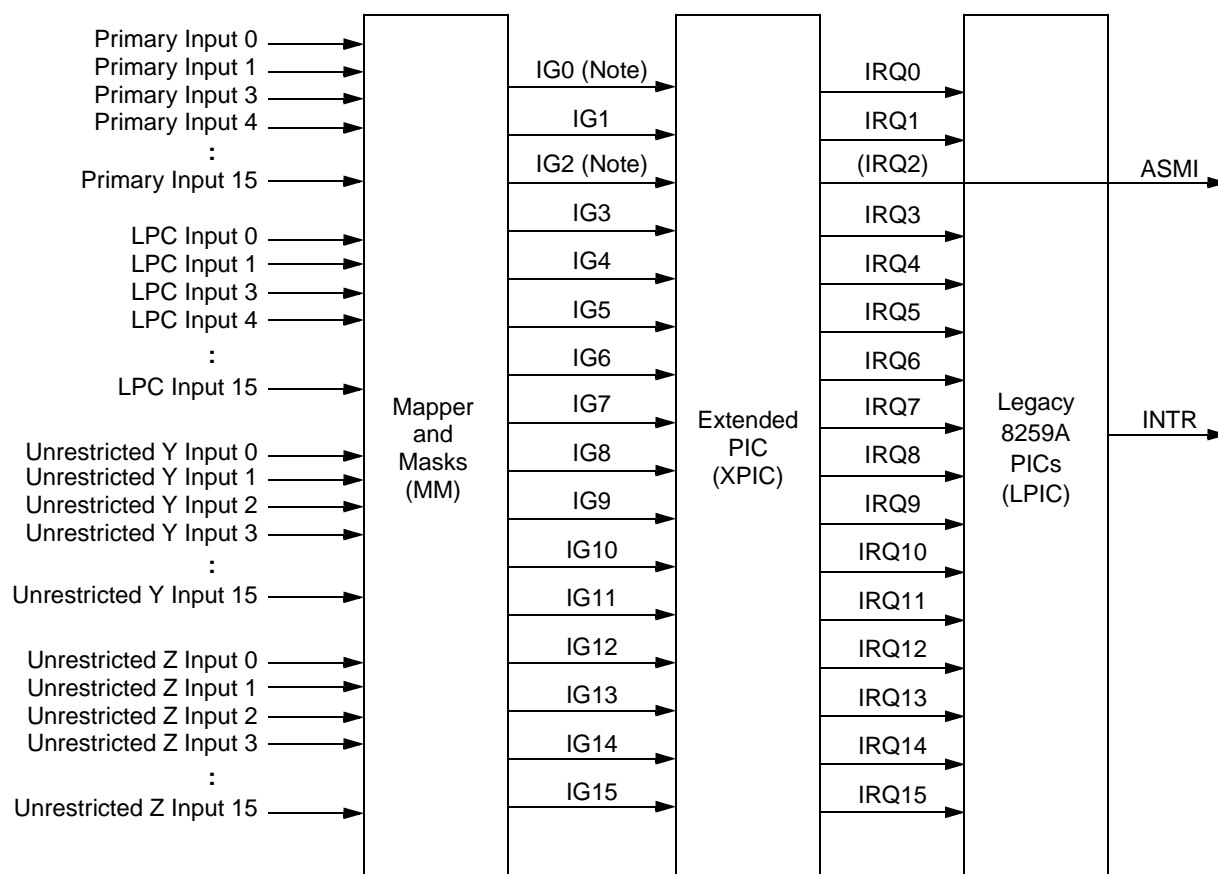 Primary Input 0
Primary Input 1
Primary Input 3
Primary Input 4
:
Primary Input 15
LPC Input 0
LPC Input 1
LPC Input 3
LPC Input 4
:
LPC Input 15
Unrestricted Y Input 0
Unrestricted Y Input 1
Unrestricted Y Input 2
Unrestricted Y Input 3
:
Unrestricted Y Input 15
Unrestricted Z Input 0
Unrestricted Z Input 1
Unrestricted Z Input 2
Unrestricted Z Input 3
:
Unrestricted Z Input 15
Mapper
and
Masks
(MM)
IG0 (Note)
IG1
IG2 (Note)
IG3
IG4
IG5
IG6
IG7
IG8
IG9
IG10
IG11
IG12
IG13
IG14
IG15
Extended
PIC
(XPIC)
IRQ0
IRQ1
(IRQ2)
IRQ3
IRQ4
IRQ5
IRQ6
IRQ7
IRQ8
IRQ9
IRQ10
IRQ11
IRQ12
IRQ13
IRQ14
IRQ15
Legacy
8259A
PICs
(LPIC)
ASMI
INTR